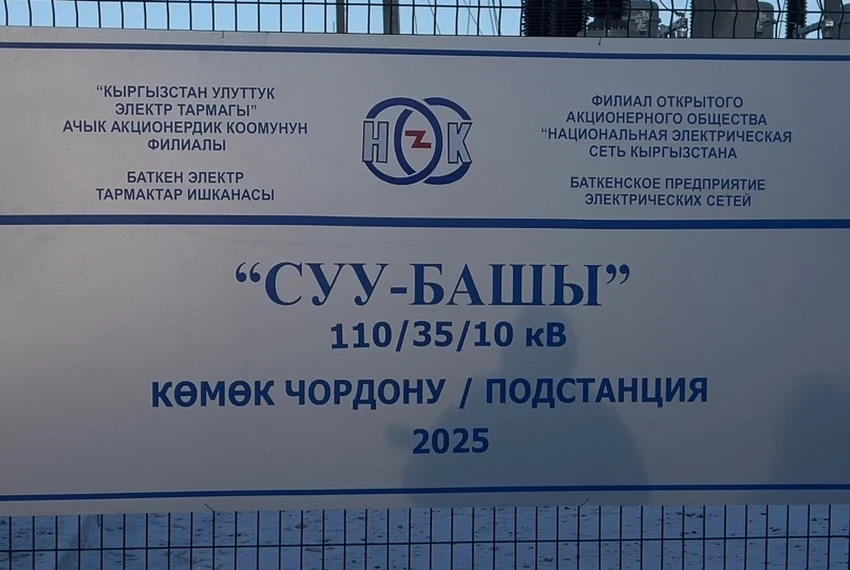 "КЫРГЫЗСТАН УЛУТТУК
ЭЛЕКТР ТАРМАГЫ"
АЧЫК АКЦИОНЕРДИК КООМУНУН
ФИЛИАЛЫ
БАТКЕН ЭЛЕКТР
ТАРМАКТАР ИШКАНАСЫ
Н Э К
ФИЛИАЛ ОТКРЫТОГО
АКЦИОНЕРНОГО ОБЩЕСТВА
"НАЦИОНАЛЬНАЯ ЭЛЕКТРИЧЕСКАЯ
СЕТЬ КЫРГЫЗСТАНА
БАТКЕНСКОЕ ПРЕДПРИЯТИЕ
ЭЛЕКТРИЧЕСКИХ СЕТЕЙ
"СУУ-БАШЫ"
110/35/10 кВ
КӨМӨК ЧОРДОНУ / ПОДСТАНЦИЯ
2025